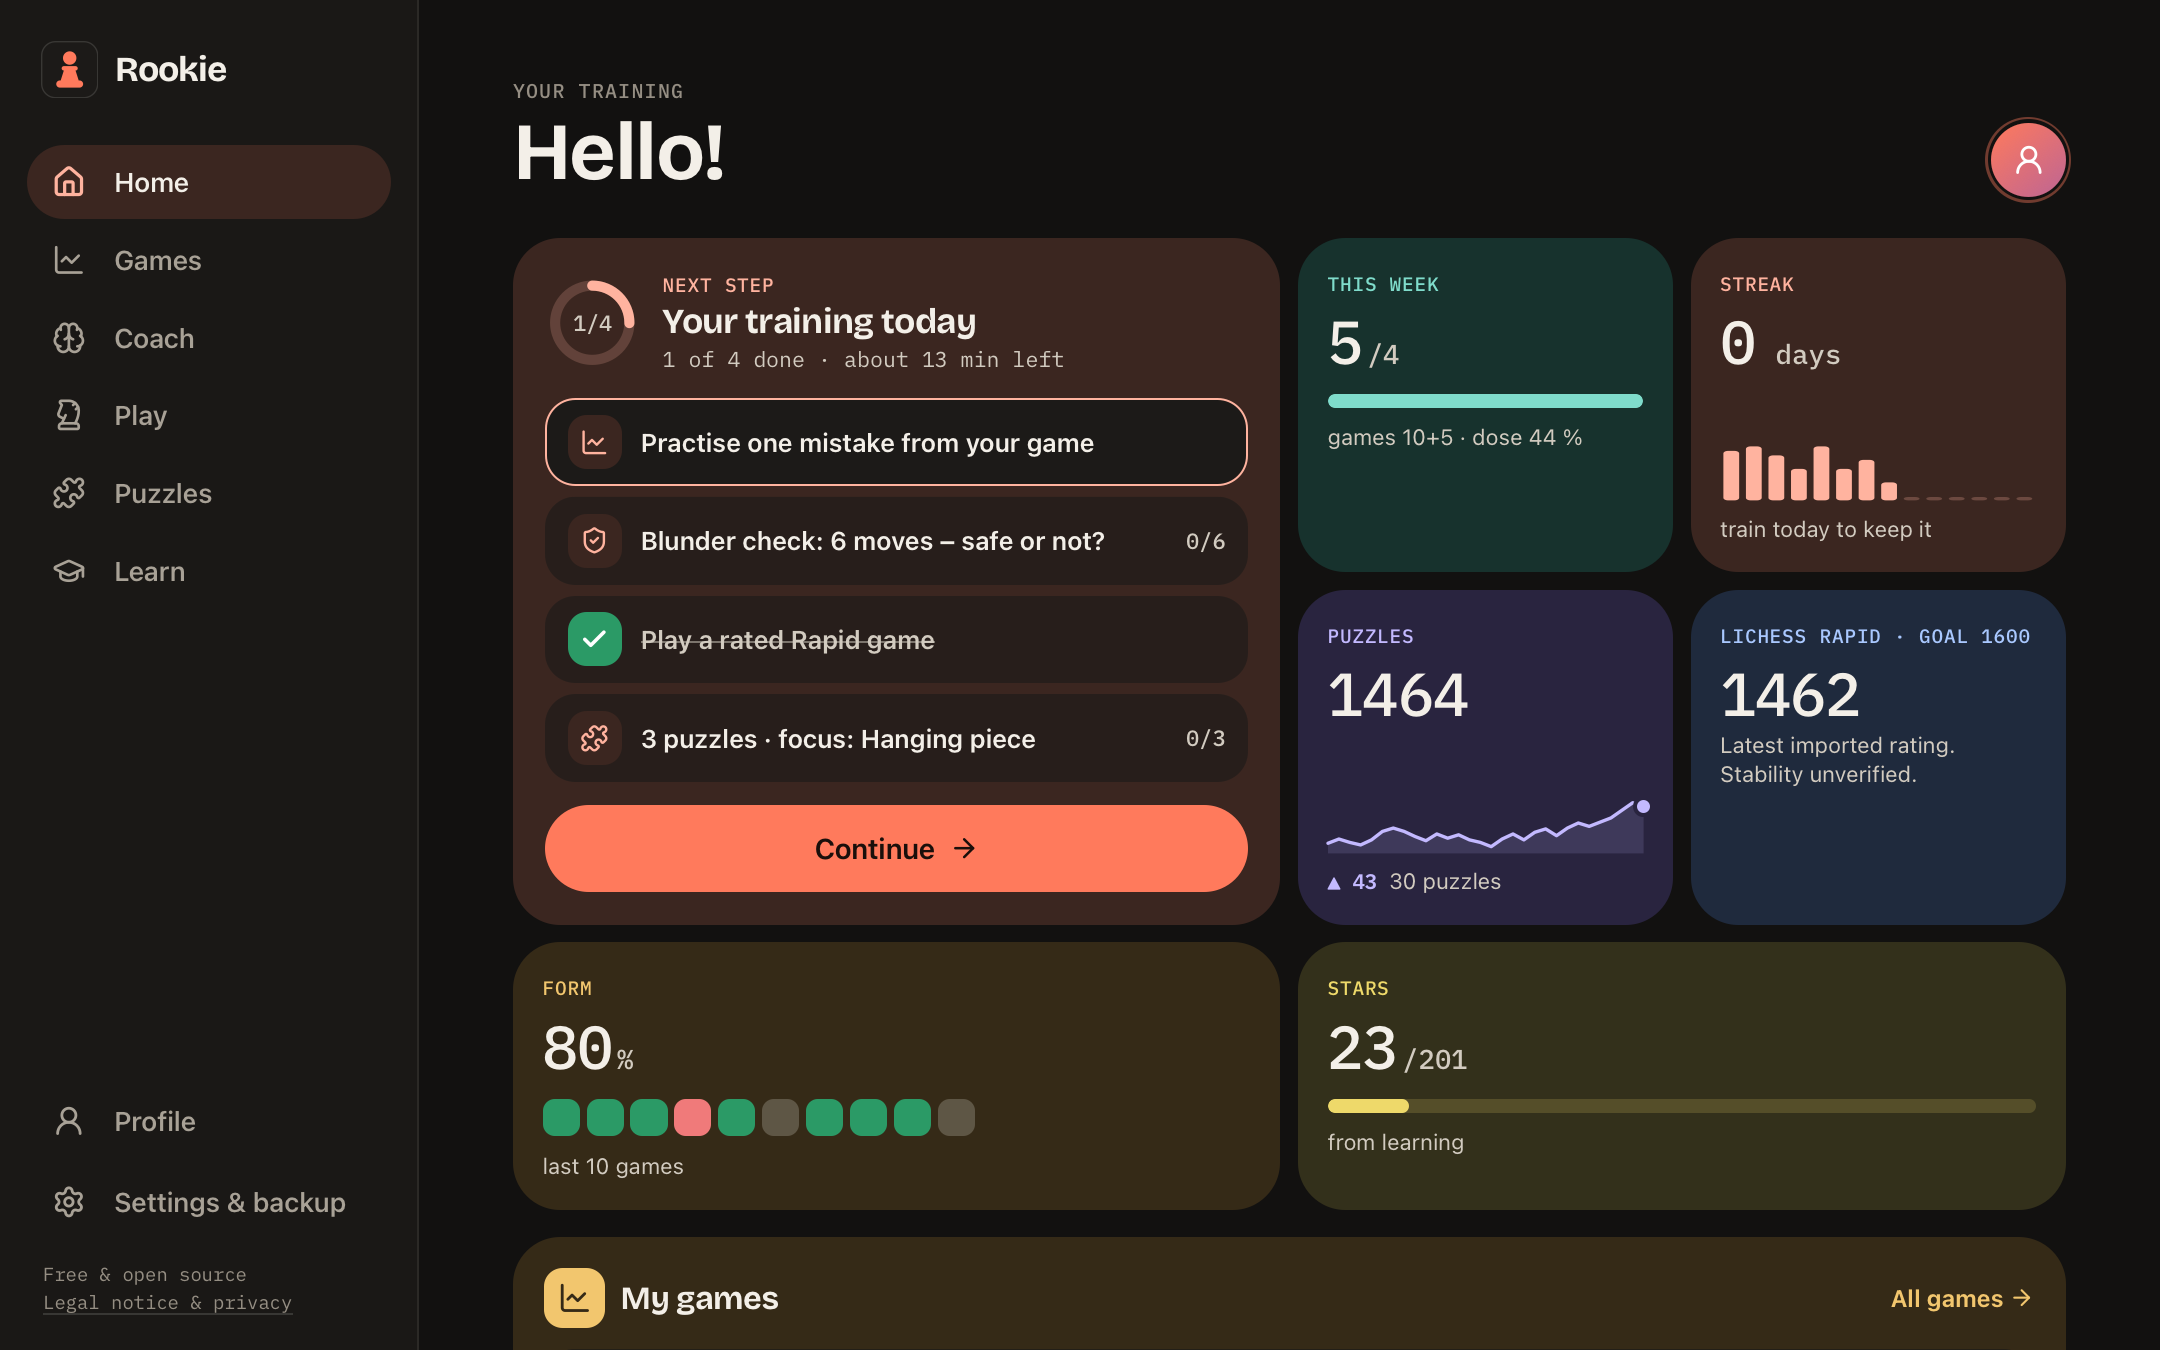 Rookie
Home
Games
Coach
Play
Puzzles
Learn
Profile
Settings & backup
Free & open source
Legal notice & privacy
YOUR TRAINING
Hello!
1/4
NEXT STEP
Your training today
1 of 4 done · about 13 min left
Practise one mistake from your game
Blunder check: 6 moves – safe or not?
0/6
Play a rated Rapid game
3 puzzles · focus: Hanging piece
0/3
Continue →
THIS WEEK
5/4
games 10+5 · dose 44 %
STREAK
0 days
train today to keep it
PUZZLES
1464
▲ 43 30 puzzles
LICHESS RAPID · GOAL 1600
1462
Latest imported rating.
Stability unverified.
FORM
80%
last 10 games
STARS
23/201
from learning
My games
All games →